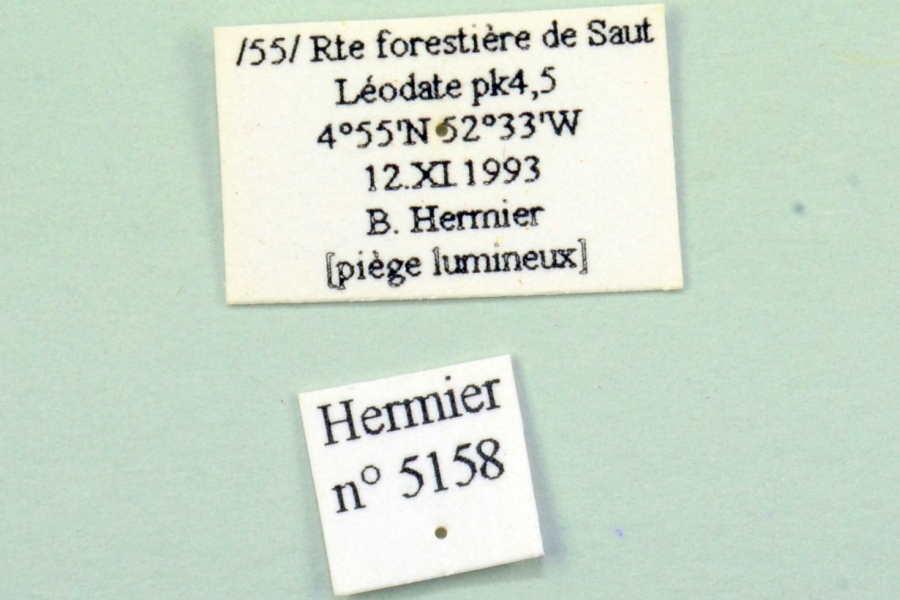 /55/ Rte forestière de Saut
Léodate pk4,5
4°55'N 52°33'W
12.XI.1993
B. Hermier
[piège lumineux]
Hermier
n° 5158